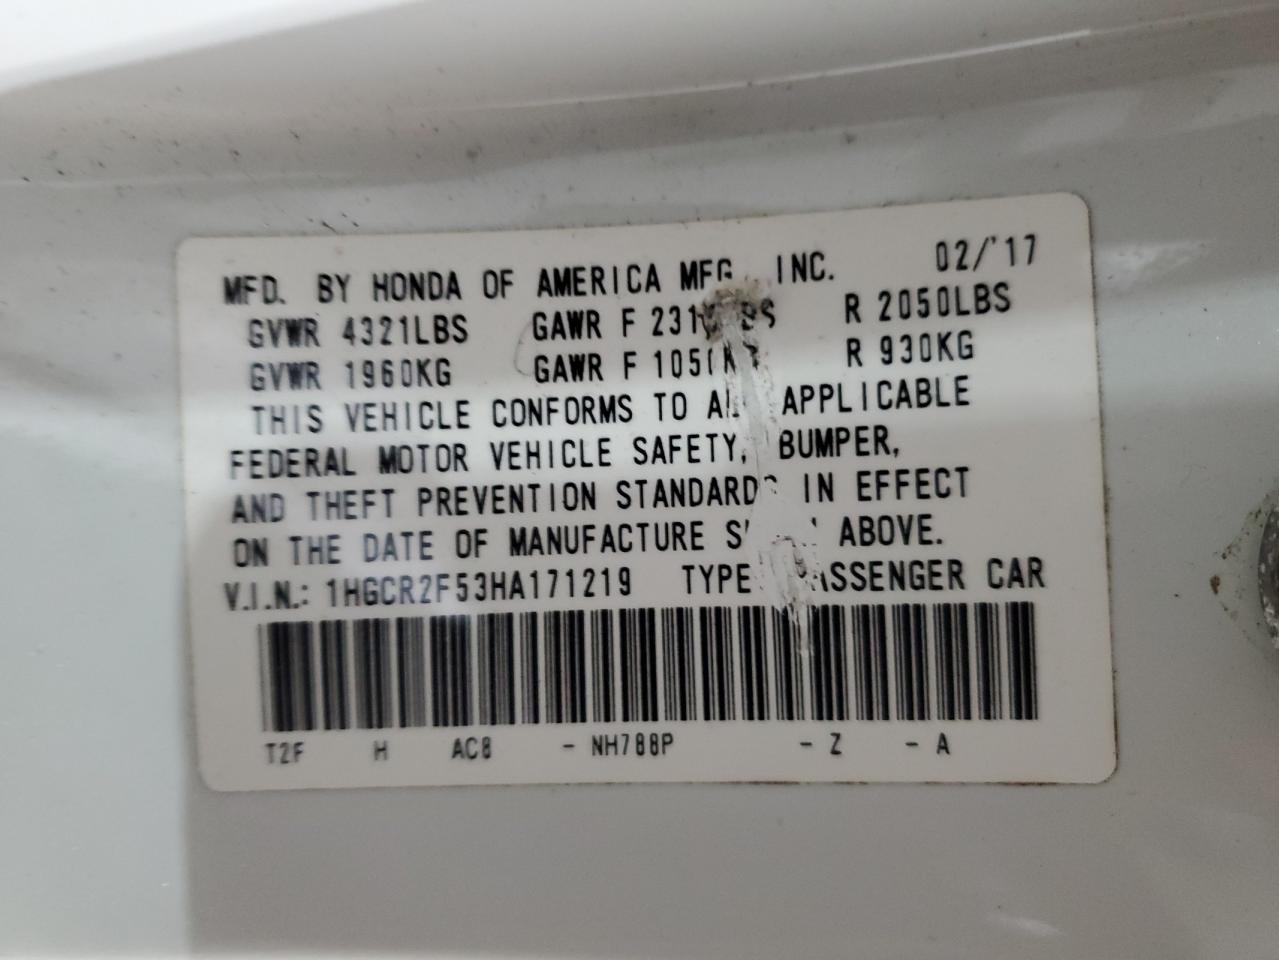 MFD. BY HONDA OF AMERICA MFG., INC. 02/'17
GVWR 4321LBS GAWR F R 2050LBS
GVWR 1960KG GAWR F R 930KG
THIS VEHICLE CONFORMS TO APPLICABLE
FEDERAL MOTOR VEHICLE SAFETY, BUMPER,
AND THEFT PREVENTION STANDARDS IN EFFECT
ON THE DATE OF MANUFACTURE ABOVE.
V.I.N.: 1HGCR2F53HA171219 TYPE: PASSENGER CAR
T2F H AC8 - NH788P - Z - A